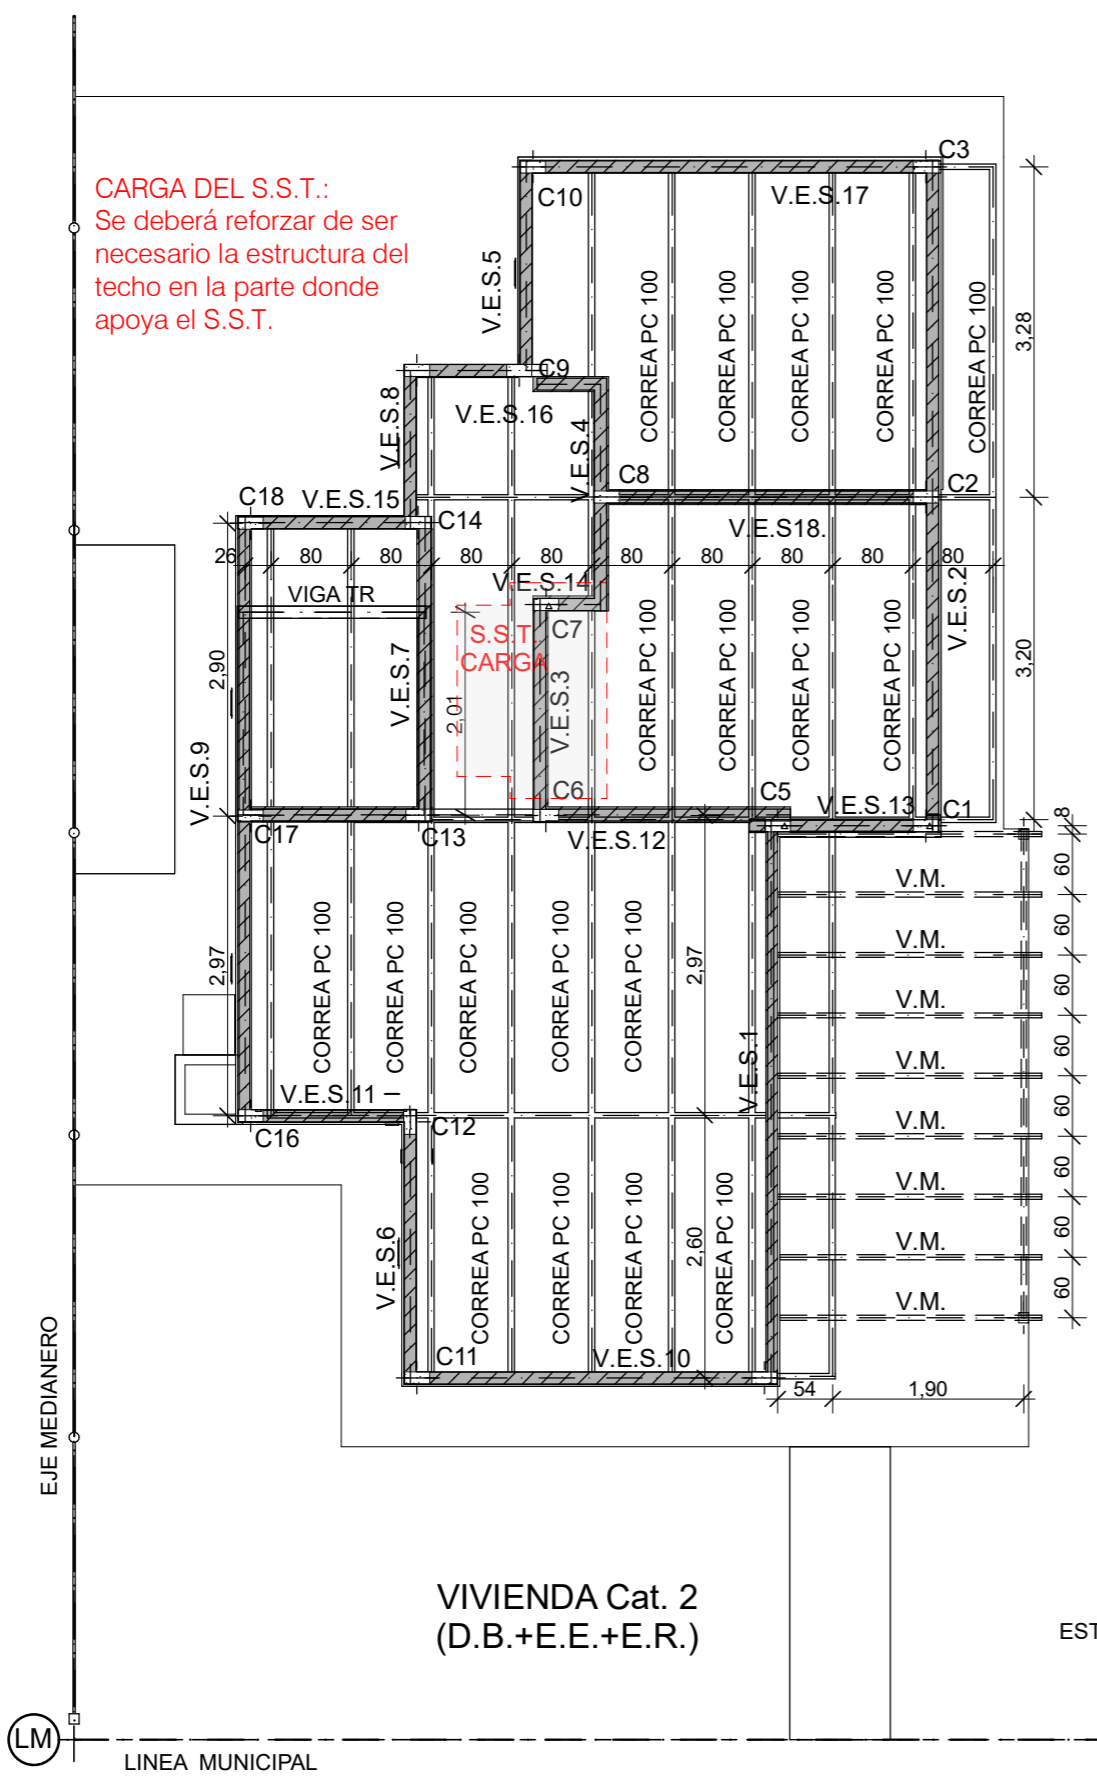 C3
CARGA DEL S.S.T.:
Se deberá reforzar de ser
necesario la estructura del
techo en la parte donde
apoya el S.S.T.
C10
V.E.S.17
V.E.S.5
CORREA PC 100
CORREA PC 100
CORREA PC 100
CORREA PC 100
CORREA PC 100
3,28
C9
V.E.S.8
V.E.S.16
V.E.S.4
C8
C2
C18
V.E.S.15
C14
V.E.S18.
26
80
80
80
80
80
80
80
80
80
V.E.S.14
VIGA TR
V.E.S.2
S.S.T.
CARGA
C7
2,90
V.E.S.7
2,01
V.E.S.3
CORREA PC 100
CORREA PC 100
CORREA PC 100
CORREA PC 100
3,20
V.E.S.9
C6
C5
V.E.S.13
C1
8
C17
C13
V.E.S.12
60
V.M.
60
V.M.
60
V.M.
60
V.M.
60
V.M.
60
V.M.
60
V.M.
60
V.M.
2,97
CORREA PC 100
CORREA PC 100
CORREA PC 100
CORREA PC 100
CORREA PC 100
2,97
V.E.S.1
V.E.S.11
C16
C12
V.E.S.6
CORREA PC 100
CORREA PC 100
CORREA PC 100
CORREA PC 100
2,60
C11
V.E.S.10
54
1,90
EJE MEDIANERO
VIVIENDA Cat. 2
(D.B.+E.E.+E.R.)
EST
LM
LINEA MUNICIPAL